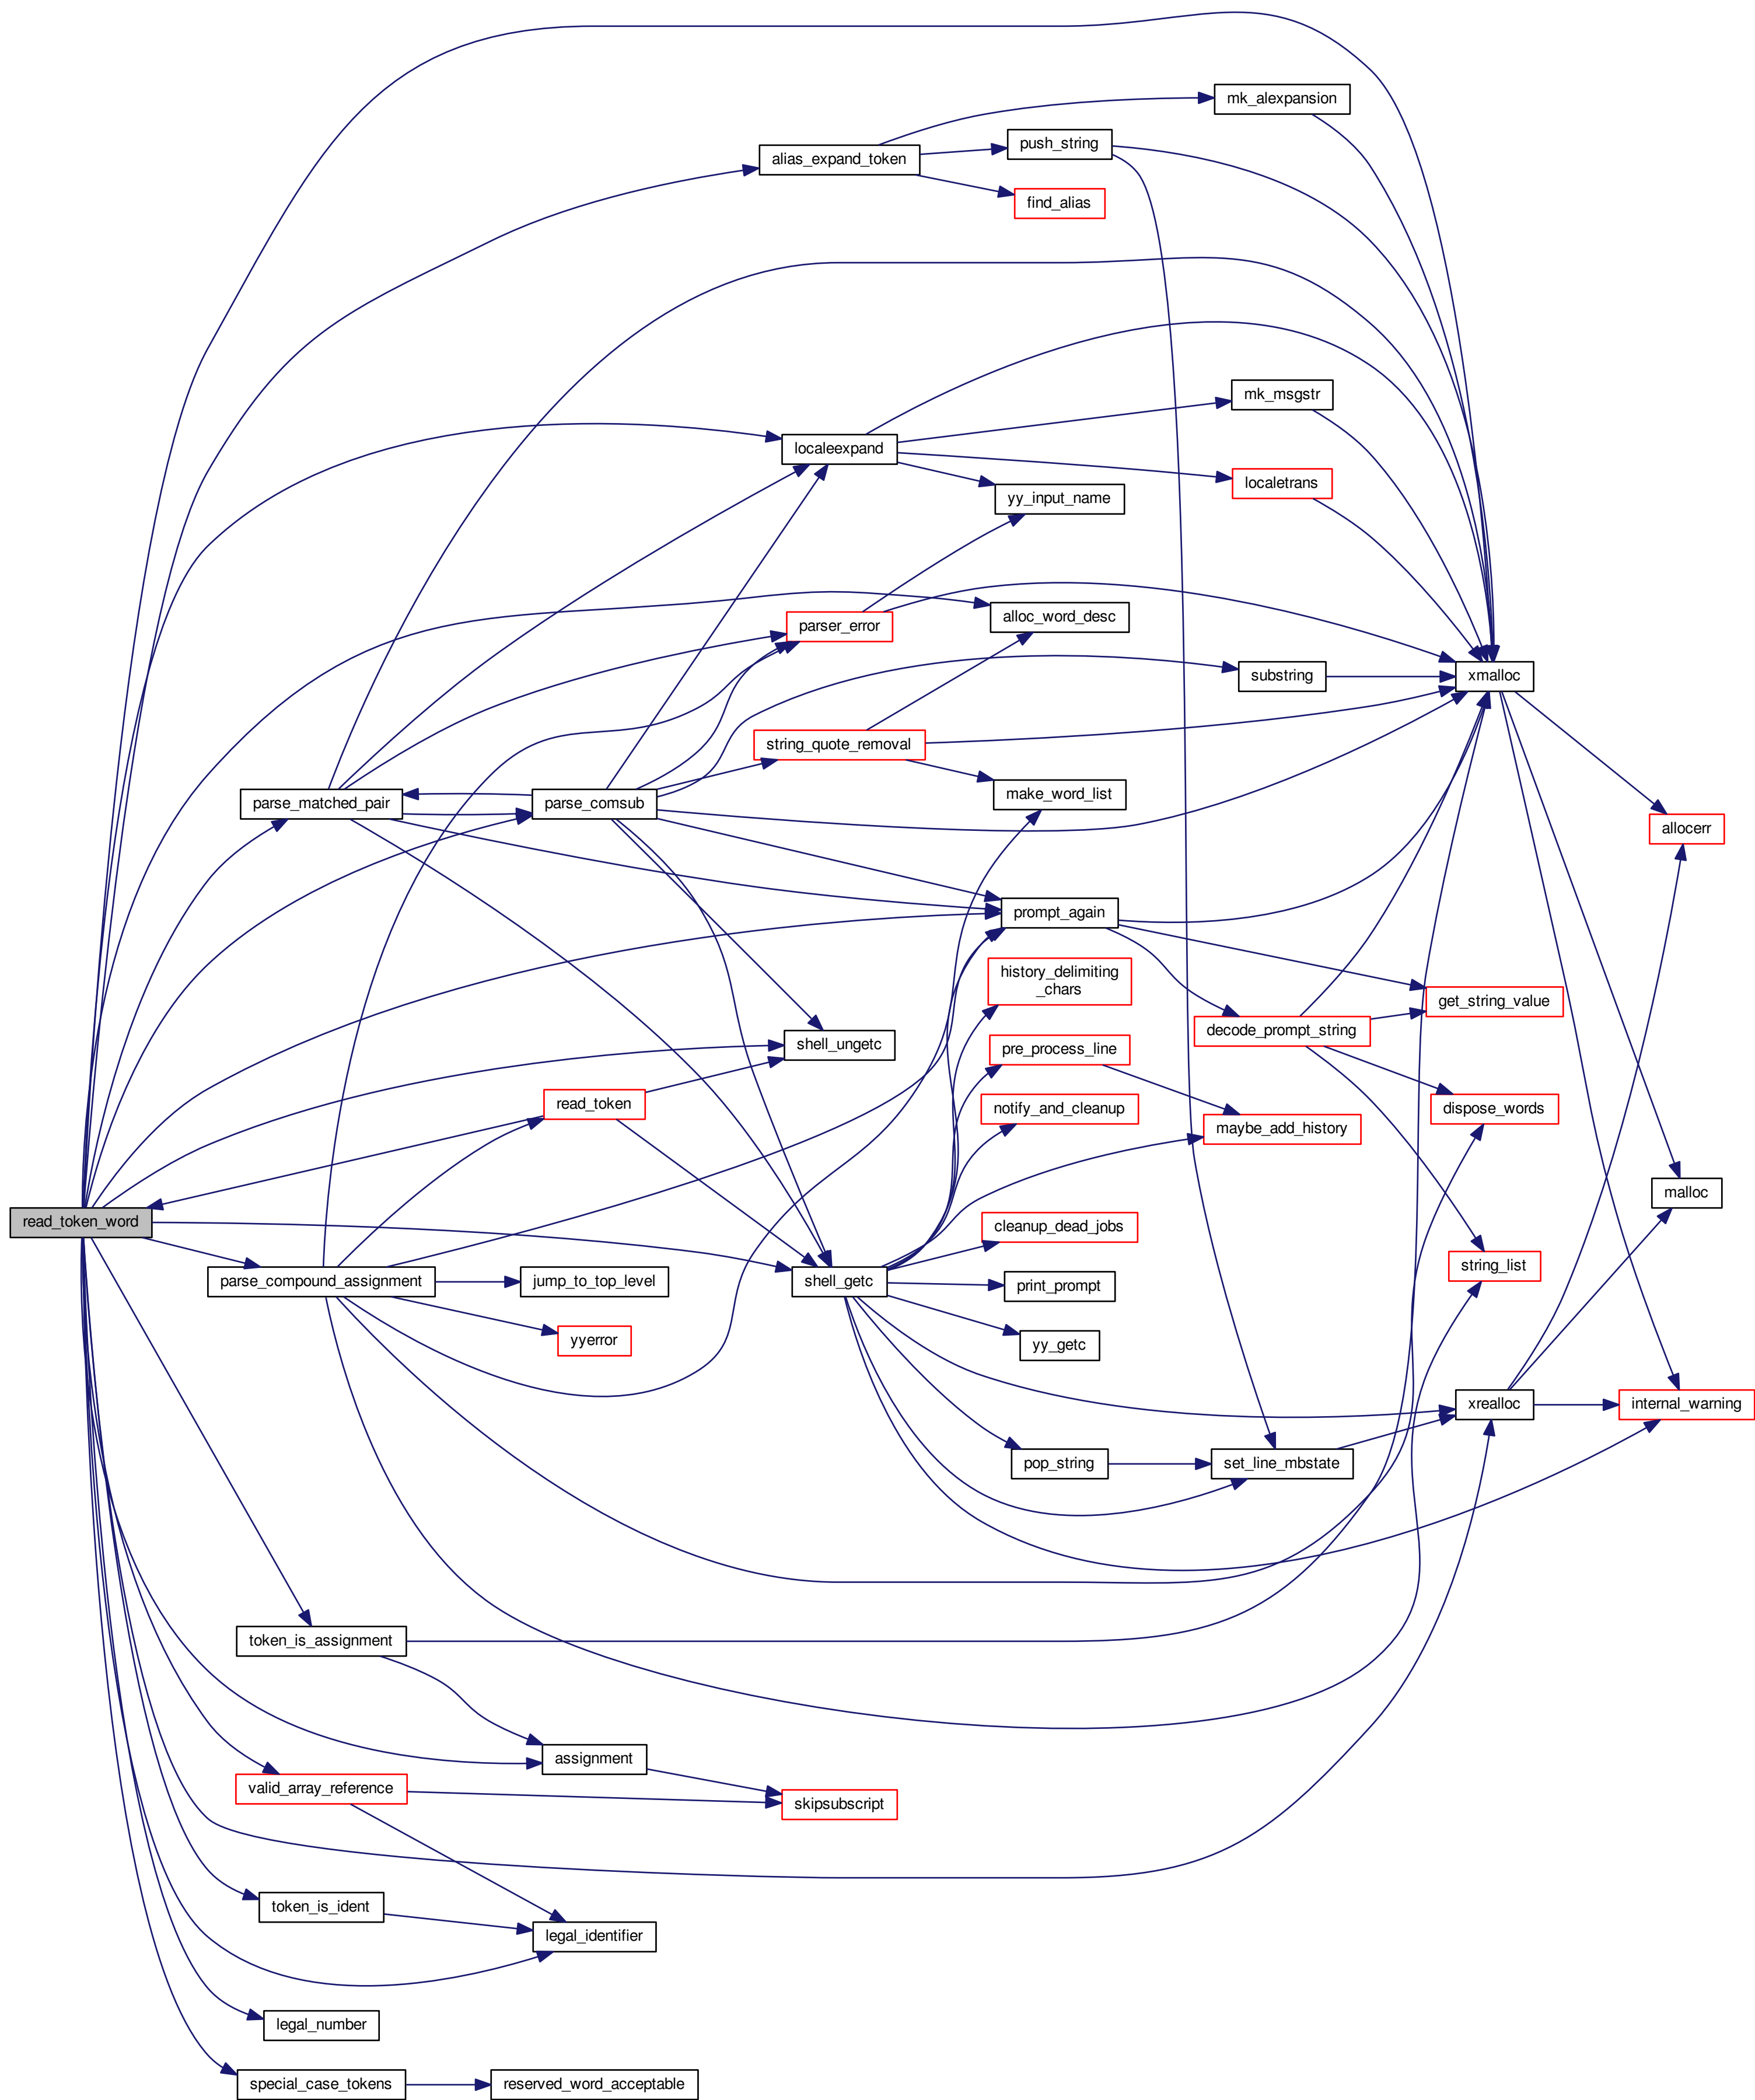 mk_alexpansion
push_string
alias_expand_token
find_alias
mk_msgstr
localeexpand
localetrans
yy_input_name
alloc_word_desc
parser_error
substring
xmalloc
string_quote_removal
make_word_list
parse_matched_pair
parse_comsub
allocerr
prompt_again
history_delimiting
_chars
get_string_value
decode_prompt_string
shell_ungetc
pre_process_line
read_token
notify_and_cleanup
dispose_words
maybe_add_history
malloc
read_token_word
cleanup_dead_jobs
string_list
parse_compound_assignment
jump_to_top_level
shell_getc
print_prompt
yyerror
yy_getc
xrealloc
internal_warning
pop_string
set_line_mbstate
token_is_assignment
assignment
valid_array_reference
skipsubscript
token_is_ident
legal_identifier
legal_number
special_case_tokens
reserved_word_acceptable